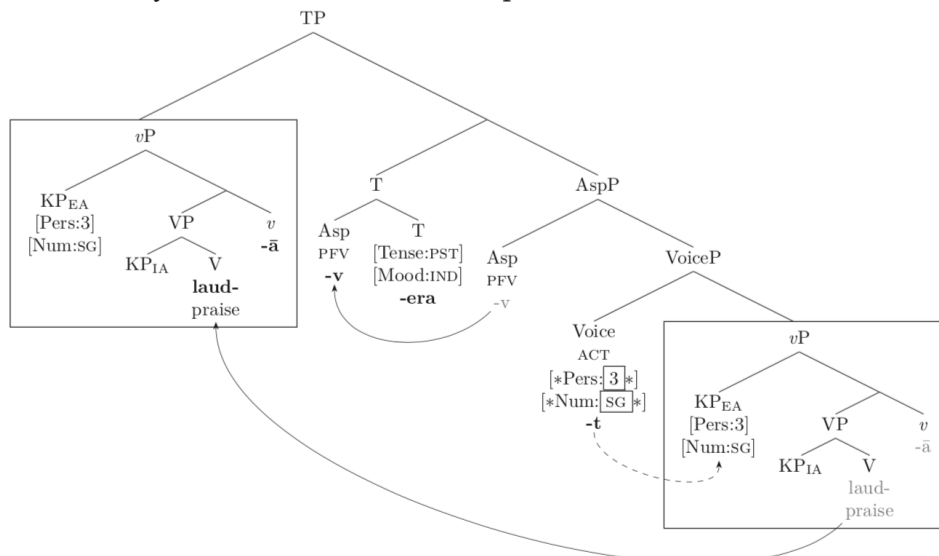 TP
vP
KP_EA
[Pers:3]
[Num:SG]
VP
v
-ā
KP_IA
V
laud-
praise
T
Asp
PFV
-v
T
[Tense:PST]
[Mood:IND]
-era
AspP
Asp
PFV
-v
VoiceP
Voice
ACT
[*Pers: 3 *]
[*Num: SG *]
-t
vP
KP_EA
[Pers:3]
[Num:SG]
VP
v
-ā
KP_IA
V
laud-
praise